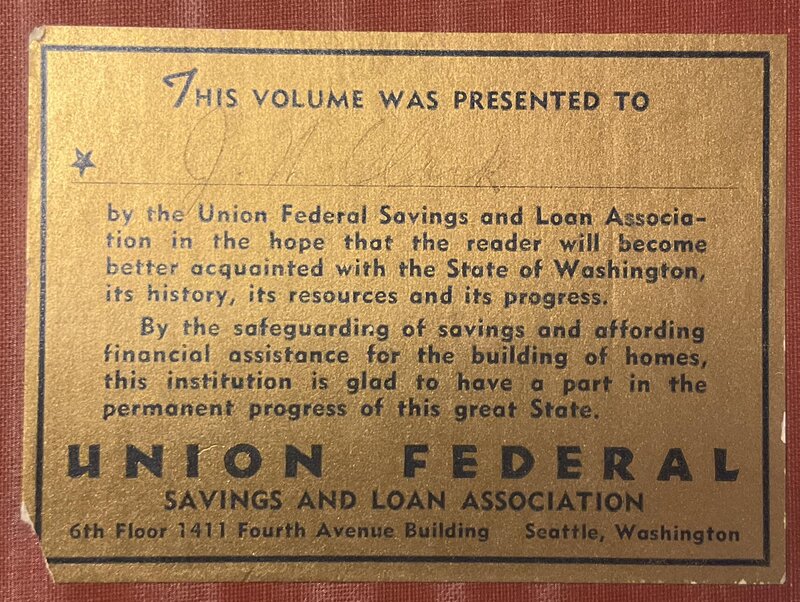 THIS VOLUME WAS PRESENTED TO
J. W. Clark
by the Union Federal Savings and Loan Associa-
tion in the hope that the reader will become
better acquainted with the State of Washington,
its history, its resources and its progress.
By the safeguarding of savings and affording
financial assistance for the building of homes,
this institution is glad to have a part in the
permanent progress of this great State.
UNION FEDERAL
SAVINGS AND LOAN ASSOCIATION
6th Floor 1411 Fourth Avenue Building Seattle, Washington